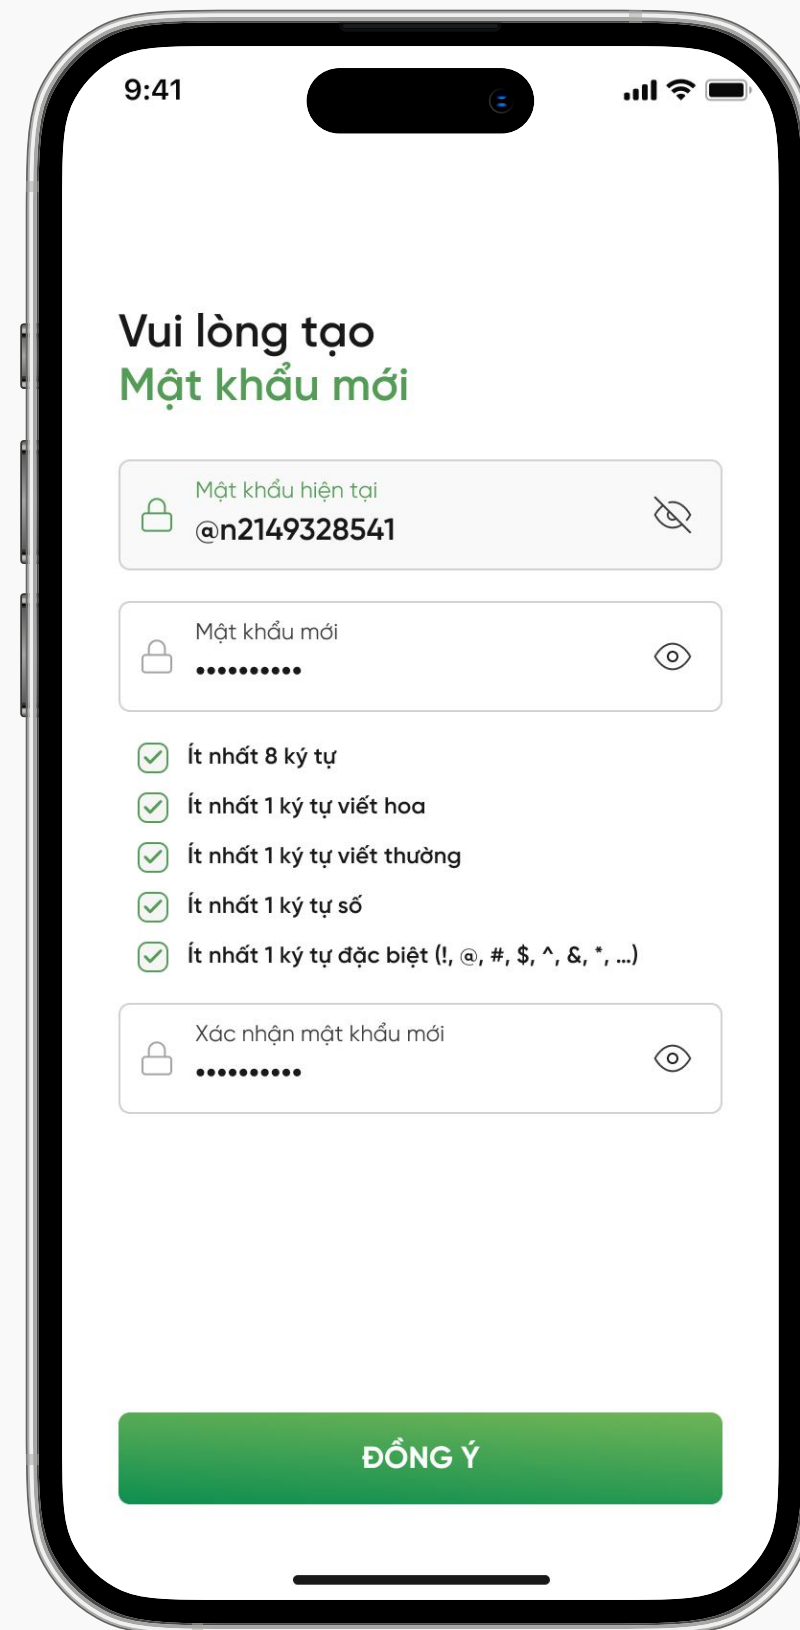 9:41
Vui lòng tạo
Mật khẩu mới
Mật khẩu hiện tại
@n2149328541
Mật khẩu mới
••••••••••
Ít nhất 8 ký tự
Ít nhất 1 ký tự viết hoa
Ít nhất 1 ký tự viết thường
Ít nhất 1 ký tự số
Ít nhất 1 ký tự đặc biệt (!, @, #, $, ^, &, *, ...)
Xác nhận mật khẩu mới
••••••••••
ĐỒNG Ý